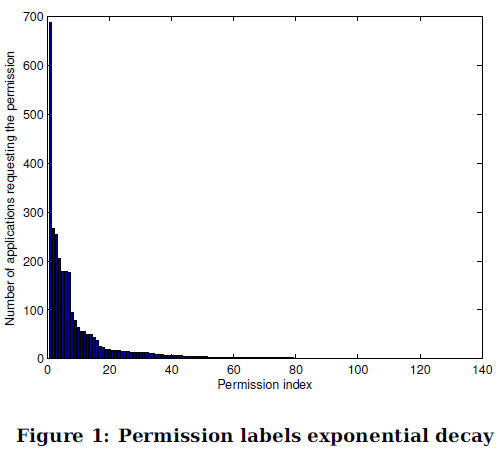 700
600
500
400
300
200
100
0
Number of applications requesting the permission
0 20 40 60 80 100 120 140
Permission index
Figure 1: Permission labels exponential decay